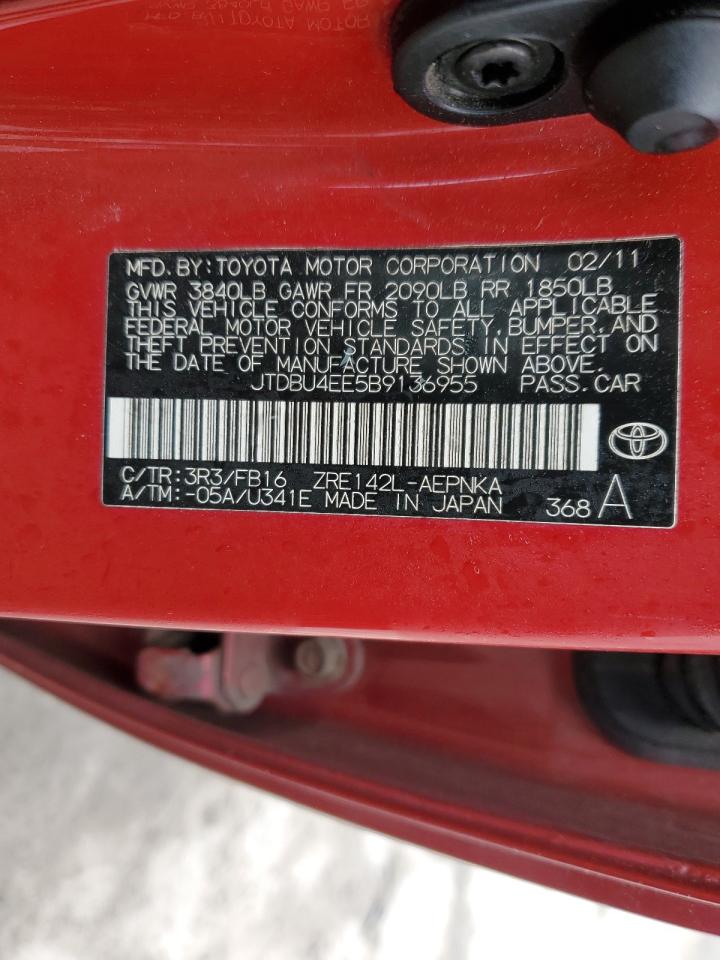 MFD. BY: TOYOTA MOTOR CORPORATION 02/11
GVWR 3840LB GAWR FR 2090LB RR 1850LB
THIS VEHICLE CONFORMS TO ALL APPLICABLE
FEDERAL MOTOR VEHICLE SAFETY, BUMPER, AND
THEFT PREVENTION STANDARDS IN EFFECT ON
THE DATE OF MANUFACTURE SHOWN ABOVE.
JTDBU4EE5B9136955 PASS.CAR
C/TR:3R3/FB16 ZRE142L-AEPNKA
A/TM:-05A/U341E MADE IN JAPAN 368 A